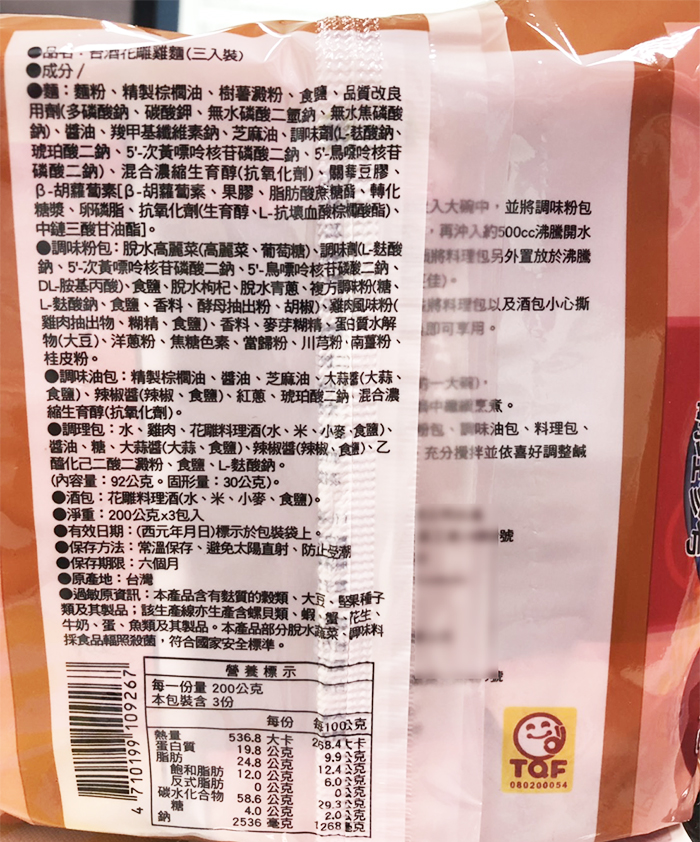 ●品名：台酒花雕雞麵(三入裝)
●成分/
●麵：麵粉、精製棕櫚油、樹薯澱粉、食鹽、品質改良
用劑(多磷酸鈉、碳酸鉀、無水磷酸二氫鈉、無水焦磷酸
鈉)、醬油、羧甲基纖維素鈉、芝麻油、調味劑(L-麩酸鈉、
琥珀酸二鈉、5'-次黃嘌呤核苷磷酸二鈉、5'-鳥嘌呤核苷
磷酸二鈉)、混合濃縮生育醇(抗氧化劑)、關華豆膠、
β-胡蘿蔔素[β-胡蘿蔔素、果膠、脂肪酸蔗糖酯、轉化
糖漿、卵磷脂、抗氧化劑(生育醇、L-抗壞血酸棕櫚酸酯)、
中鏈三酸甘油酯]。
●調味粉包：脫水高麗菜(高麗菜、葡萄糖)、調味劑(L-麩酸
鈉、5'-次黃嘌呤核苷磷酸二鈉、5'-鳥嘌呤核苷磷酸二鈉、
DL-胺基丙酸)、食鹽、脫水枸杞、脫水青蔥、複方調味粉(糖、
L-麩酸鈉、食鹽、香料、酵母抽出粉、胡椒)、雞肉風味粉(
雞肉抽出物、糊精、食鹽)、香料、麥芽糊精、蛋白質水解
物(大豆)、洋蔥粉、焦糖色素、當歸粉、川芎粉、南薑粉、
桂皮粉。
●調味油包：精製棕櫚油、醬油、芝麻油、大蒜醬(大蒜、
食鹽)、辣椒醬(辣椒、食鹽)、紅蔥、琥珀酸二鈉、混合濃
縮生育醇(抗氧化劑)。
●調理包：水、雞肉、花雕料理酒(水、米、小麥、食鹽)、
醬油、糖、大蒜醬(大蒜、食鹽)、辣椒醬(辣椒、食鹽)、乙
醯化己二酸二澱粉、食鹽、L-麩酸鈉。
(內容量：92公克。固形量：30公克)。
●酒包：花雕料理酒(水、米、小麥、食鹽)。
●淨重：200公克x3包入
●有效日期：(西元年月日)標示於包裝袋上。
●保存方法：常溫保存、避免太陽直射、防止受潮
●保存期限：六個月
●原產地：台灣
●過敏原資訊：本產品含有麩質的穀類、大豆、堅果種子
類及其製品；該生產線亦生產含螺貝類、蝦、蟹、花生、
牛奶、蛋、魚類及其製品。本產品部分脫水蔬菜、調味料
採食品輻照殺菌，符合國家安全標準。
營養標示
每一份量 200公克
本包裝含 3份
每份 每100公克
熱量 536.8 大卡 268.4大卡
蛋白質 19.8 公克 9.9公克
脂肪 24.8 公克 12.4公克
飽和脂肪 12.0 公克 6.0公克
反式脂肪 0 公克 0公克
碳水化合物 58.6 公克 29.3公克
糖 4.0 公克 2.0公克
鈉 2536 毫克 1268毫克
4 710199 109267
入大碗中，並將調味粉包
，再沖入約500cc沸騰開水
將料理包另外置放於沸騰
佳)。
將料理包以及酒包小心撕
即可享用。
一大碗)，
中繼續烹煮。
包、調味油包、料理包、
充分攪拌並依喜好調整鹹
號
號
TQF
080200054